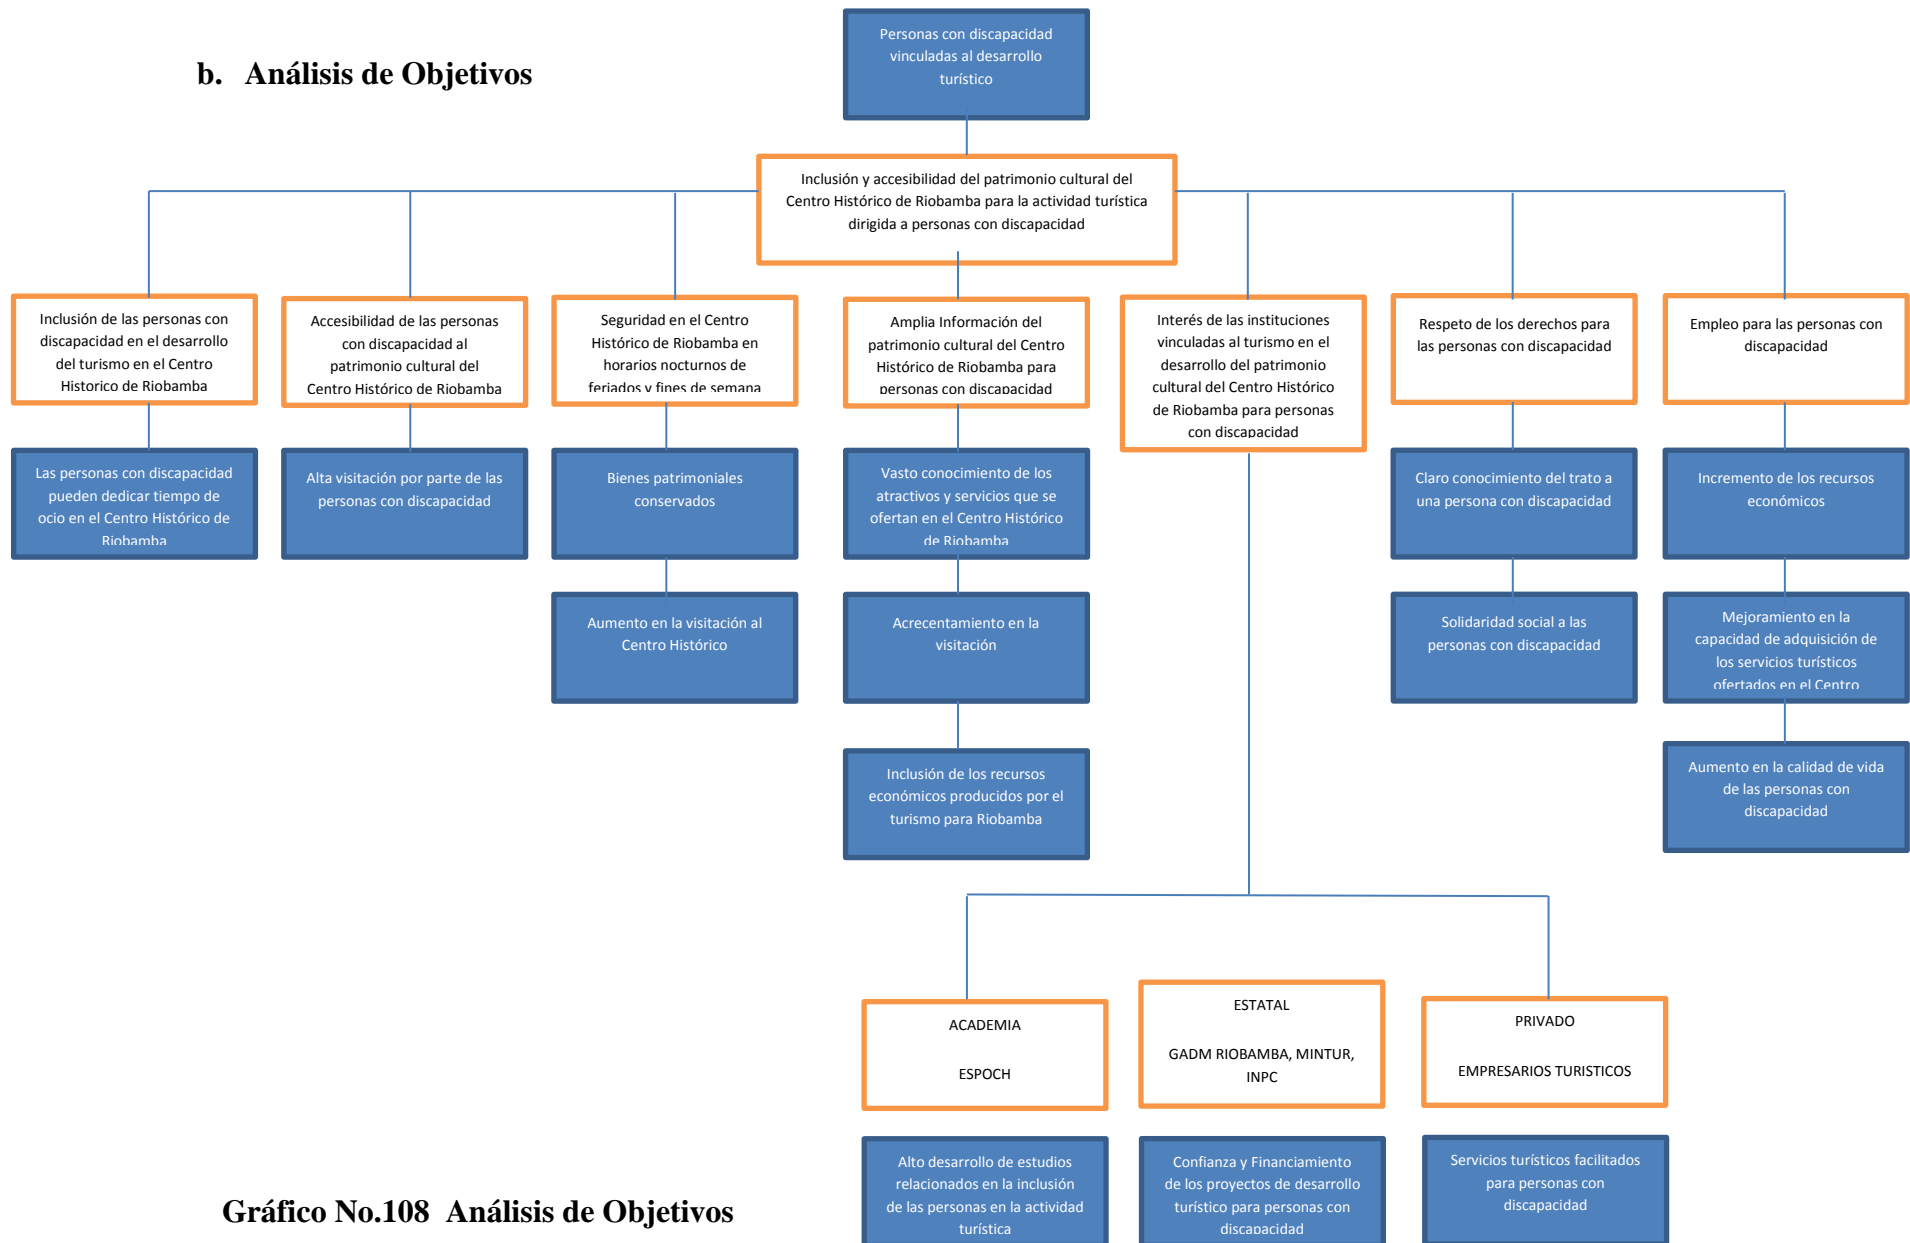 Personas con discapacidad
vinculadas al desarrollo
turístico
b. Análisis de Objetivos
Inclusión y accesibilidad del patrimonio cultural del
Centro Histórico de Riobamba para la actividad turística
dirigida a personas con discapacidad
Inclusión de las personas con
discapacidad en el desarrollo
del turismo en el Centro
Historico de Riobamba
Accesibilidad de las personas
con discapacidad al
patrimonio cultural del
Centro Histórico de Riobamba
Seguridad en el Centro
Histórico de Riobamba en
horarios nocturnos de
feriados y fines de semana
Amplia Información del
patrimonio cultural del Centro
Histórico de Riobamba para
personas con discapacidad
Interés de las instituciones
vinculadas al turismo en el
desarrollo del patrimonio
cultural del Centro Histórico
de Riobamba para personas
con discapacidad
Respeto de los derechos para
las personas con discapacidad
Empleo para las personas con
discapacidad
Las personas con discapacidad
pueden dedicar tiempo de
ocio en el Centro Histórico de
Riobamba
Alta visitación por parte de las
personas con discapacidad
Bienes patrimoniales
conservados
Vasto conocimiento de los
atractivos y servicios que se
ofertan en el Centro Histórico
de Riobamba
Claro conocimiento del trato a
una persona con discapacidad
Incremento de los recursos
económicos
Aumento en la visitación al
Centro Histórico
Acrecentamiento en la
visitación
Solidaridad social a las
personas con discapacidad
Mejoramiento en la
capacidad de adquisición de
los servicios turísticos
ofertados en el Centro
Inclusión de los recursos
económicos producidos por el
turismo para Riobamba
Aumento en la calidad de vida
de las personas con
discapacidad
ACADEMIA
ESPOCH
ESTATAL
GADM RIOBAMBA, MINTUR,
INPC
PRIVADO
EMPRESARIOS TURISTICOS
Alto desarrollo de estudios
relacionados en la inclusión
de las personas en la actividad
turística
Confianza y Financiamiento
de los proyectos de desarrollo
turístico para personas con
discapacidad
Servicios turísticos facilitados
para personas con
discapacidad
Gráfico No.108 Análisis de Objetivos